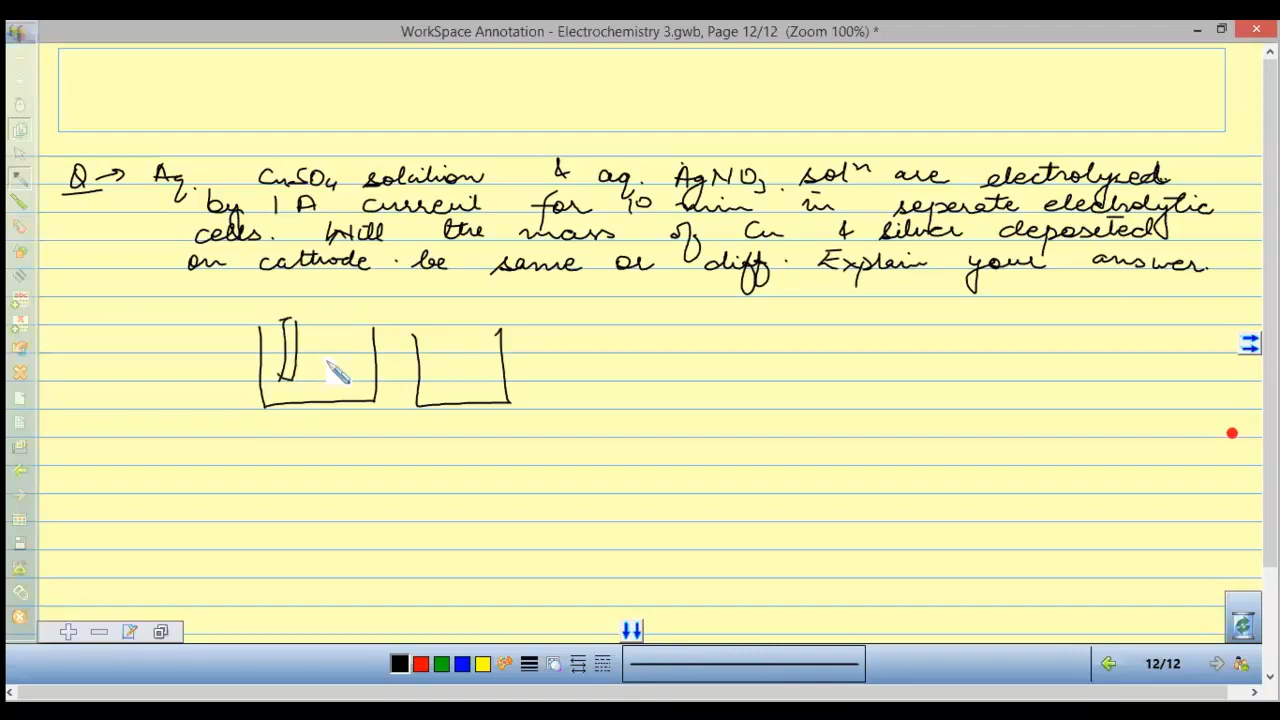 WorkSpace Annotation - Electrochemistry 3.gwb, Page 12/12 (Zoom 100%) *
Q → Aq. CuSO4 solution & aq. AgNO3. solⁿ are electrolysed
by 1 A current for 10 min in seperate electrolytic
cells. Will the mass of Cu & silver deposited
on cathode. be same or diff. Explain your answer.
12/12